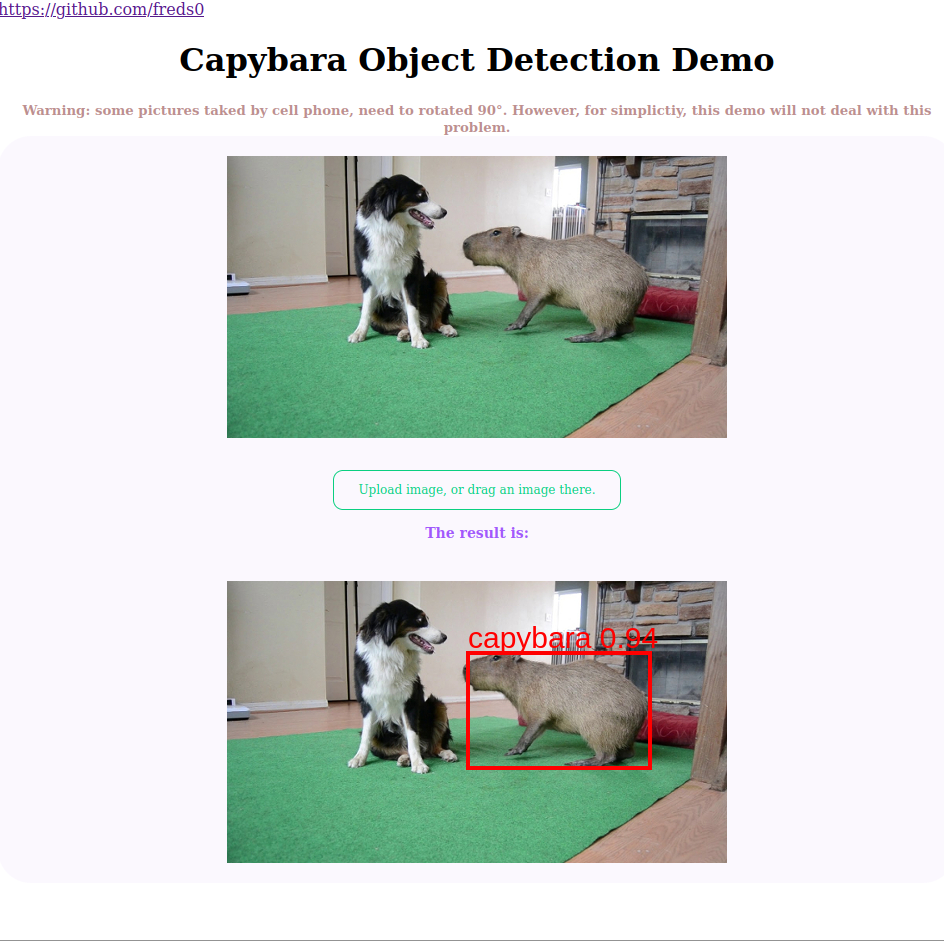 https://github.com/freds0
Capybara Object Detection Demo
Warning: some pictures taked by cell phone, need to rotated 90°. However, for simplictiy, this demo will not deal with this
problem.
Upload image, or drag an image there.
The result is:
capybara 0.94